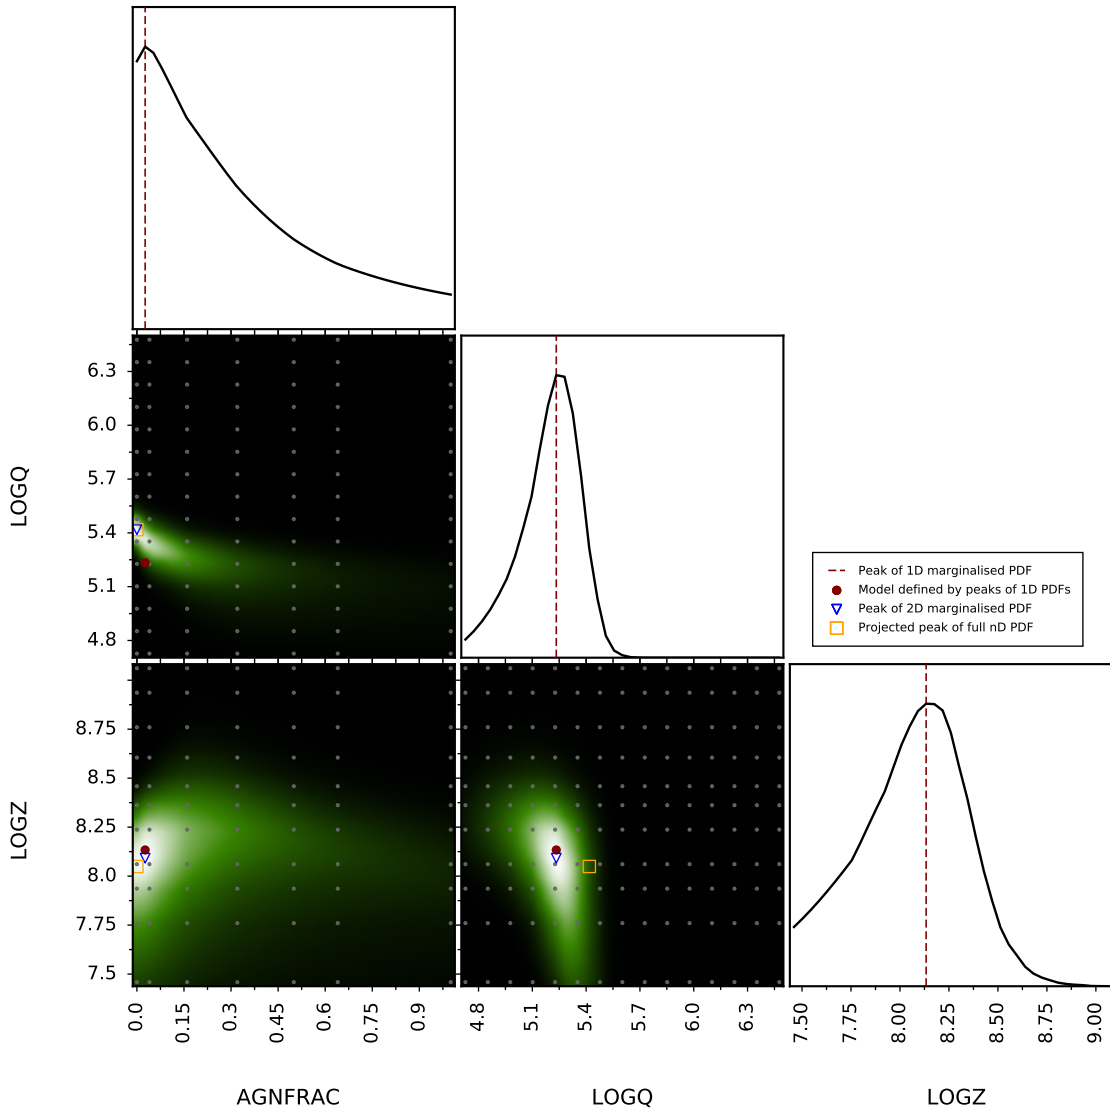 LOGQ
6.3
6.0
5.7
5.4
5.1
4.8
Peak of 1D marginalised PDF
Model defined by peaks of 1D PDFs
Peak of 2D marginalised PDF
Projected peak of full nD PDF
LOGZ
8.75
8.5
8.25
8.0
7.75
7.5
0.0 0.15 0.3 0.45 0.6 0.75 0.9
4.8 5.1 5.4 5.7 6.0 6.3
7.50 7.75 8.00 8.25 8.50 8.75 9.00
AGNFRAC LOGQ LOGZ